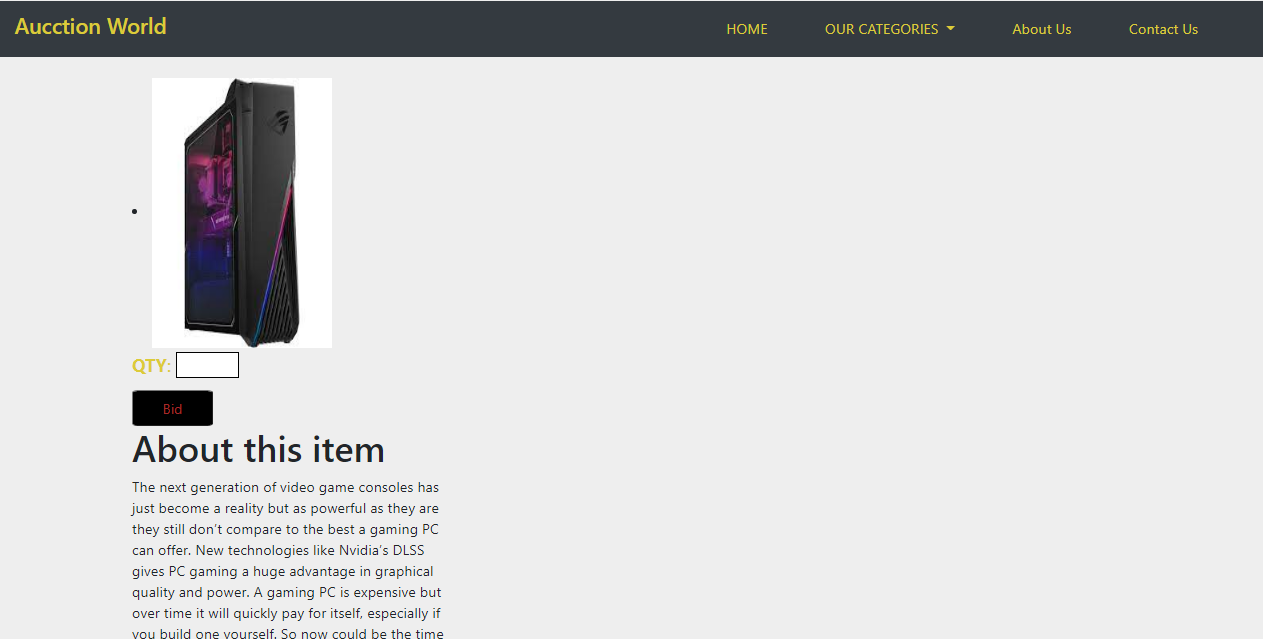 Aucction World
HOME
OUR CATEGORIES
About Us
Contact Us
QTY:
Bid
About this item
The next generation of video game consoles has
just become a reality but as powerful as they are
they still don’t compare to the best a gaming PC
can offer. New technologies like Nvidia’s DLSS
gives PC gaming a huge advantage in graphical
quality and power. A gaming PC is expensive but
over time it will quickly pay for itself, especially if
you build one yourself. So now could be the time